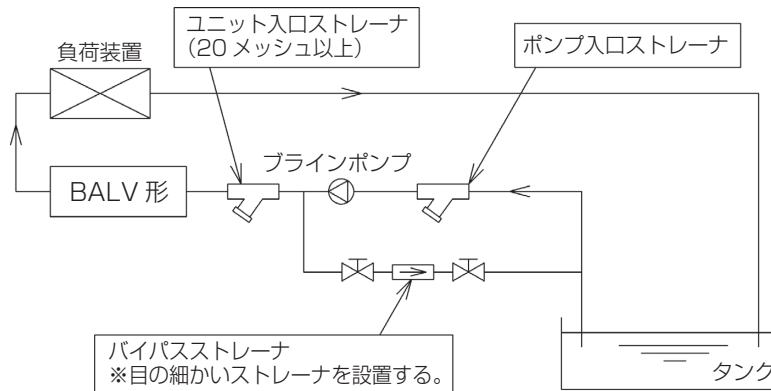 ユニット入口ストレーナ
（20 メッシュ以上）
ポンプ入口ストレーナ
負荷装置
ブラインポンプ
BALV 形
バイパスストレーナ
※目の細かいストレーナを設置する。
タンク